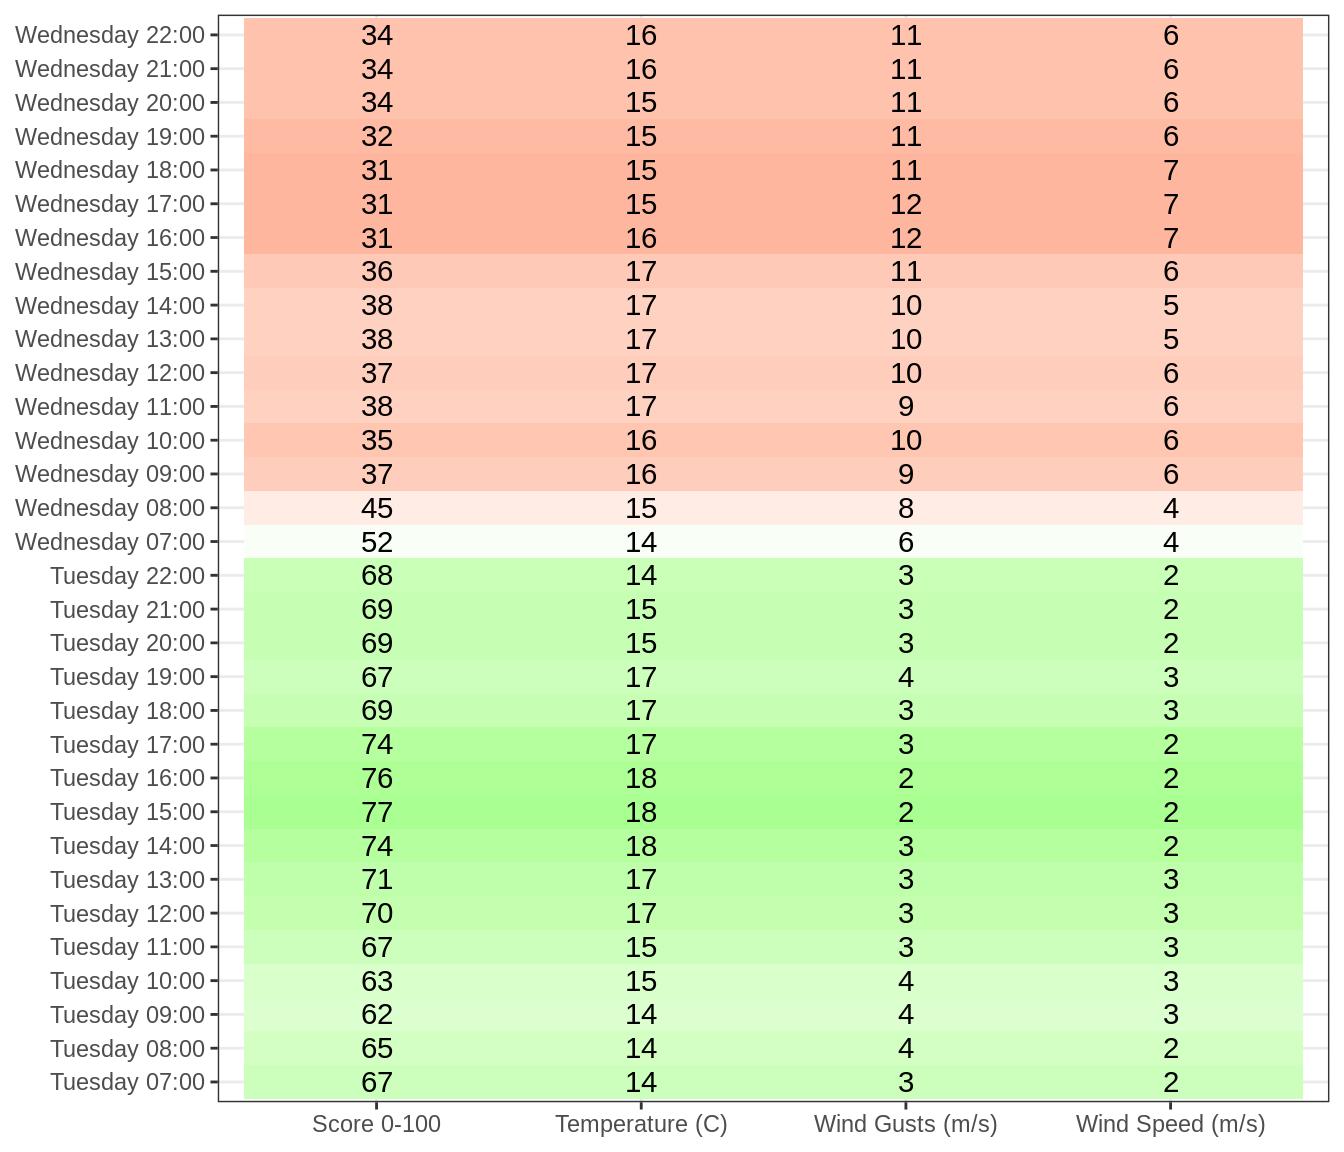 Wednesday 22:00 34 16 11 6
Wednesday 21:00 34 16 11 6
Wednesday 20:00 34 15 11 6
Wednesday 19:00 32 15 11 6
Wednesday 18:00 31 15 11 7
Wednesday 17:00 31 15 12 7
Wednesday 16:00 31 16 12 7
Wednesday 15:00 36 17 11 6
Wednesday 14:00 38 17 10 5
Wednesday 13:00 38 17 10 5
Wednesday 12:00 37 17 10 6
Wednesday 11:00 38 17 9 6
Wednesday 10:00 35 16 10 6
Wednesday 09:00 37 16 9 6
Wednesday 08:00 45 15 8 4
Wednesday 07:00 52 14 6 4
Tuesday 22:00 68 14 3 2
Tuesday 21:00 69 15 3 2
Tuesday 20:00 69 15 3 2
Tuesday 19:00 67 17 4 3
Tuesday 18:00 69 17 3 3
Tuesday 17:00 74 17 3 2
Tuesday 16:00 76 18 2 2
Tuesday 15:00 77 18 2 2
Tuesday 14:00 74 18 3 2
Tuesday 13:00 71 17 3 3
Tuesday 12:00 70 17 3 3
Tuesday 11:00 67 15 3 3
Tuesday 10:00 63 15 4 3
Tuesday 09:00 62 14 4 3
Tuesday 08:00 65 14 4 2
Tuesday 07:00 67 14 3 2
Score 0-100 Temperature (C) Wind Gusts (m/s) Wind Speed (m/s)